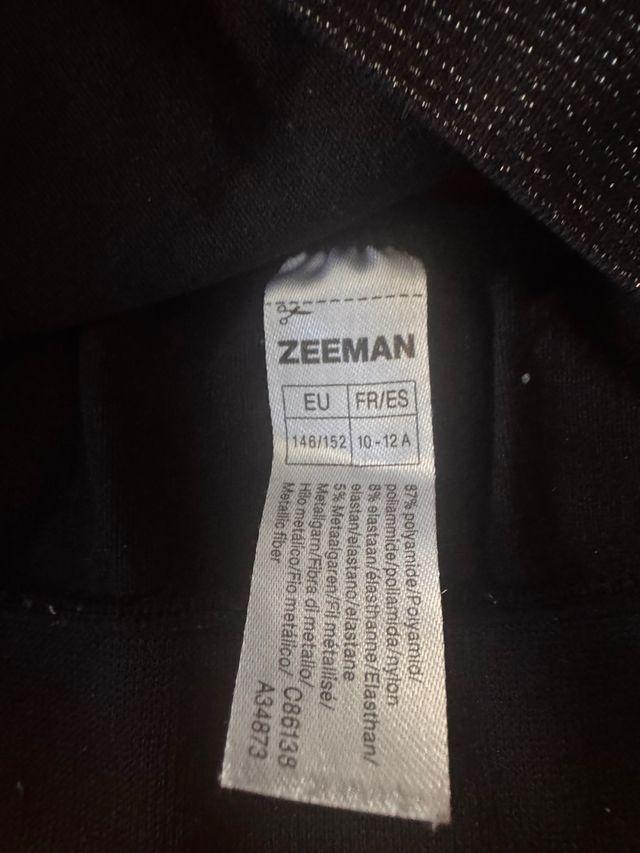 ZEEMAN
EU FR/ES
146/152 10-12 A
87% polyamide/Polyamid/
poliammide/poliamida/nylon
8% elastaan/élasthanne/Elasthan/
elastan/elastano/elastane
5% Metaalgaren/Fil métallisé/
Metallgarn/Fibra di metallo/
Hilo metálico/Fio metálico/
Metallic fiber
C86138
A34873